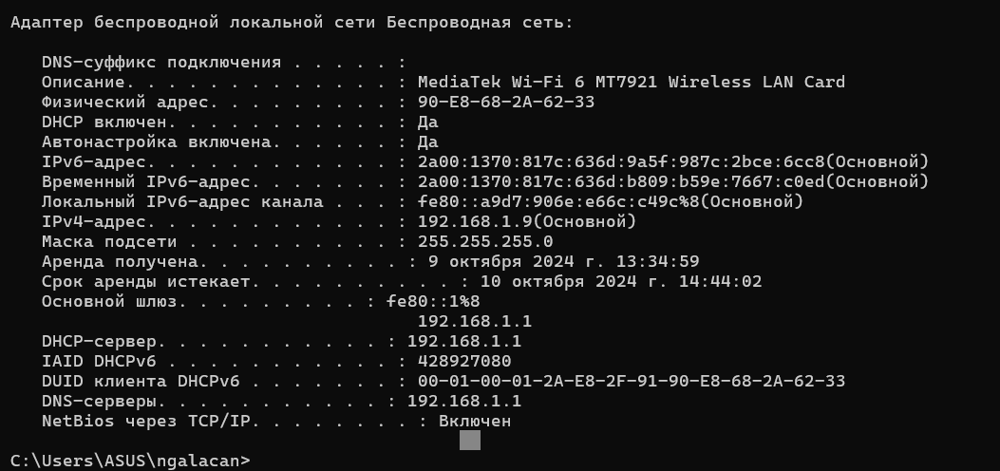 Адаптер беспроводной локальной сети Беспроводная сеть:
DNS-суффикс подключения . . . . . :
Описание. . . . . . . . . . . . . : MediaTek Wi-Fi 6 MT7921 Wireless LAN Card
Физический адрес. . . . . . . . . : 90-E8-68-2A-62-33
DHCP включен. . . . . . . . . . . : Да
Автонастройка включена. . . . . . : Да
IPv6-адрес. . . . . . . . . . . . : 2a00:1370:817c:636d:9a5f:987c:2bce:6cc8(Основной)
Временный IPv6-адрес. . . . . . . : 2a00:1370:817c:636d:b809:b59e:7667:c0ed(Основной)
Локальный IPv6-адрес канала . . . : fe80::a9d7:906e:e66c:c49c%8(Основной)
IPv4-адрес. . . . . . . . . . . . : 192.168.1.9(Основной)
Маска подсети . . . . . . . . . . : 255.255.255.0
Аренда получена. . . . . . . . . . : 9 октября 2024 г. 13:34:59
Срок аренды истекает. . . . . . . . . . : 10 октября 2024 г. 14:44:02
Основной шлюз. . . . . . . . . : fe80::1%8
192.168.1.1
DHCP-сервер. . . . . . . . . . . : 192.168.1.1
IAID DHCPv6 . . . . . . . . . . . : 428927080
DUID клиента DHCPv6 . . . . . . . : 00-01-00-01-2A-E8-2F-91-90-E8-68-2A-62-33
DNS-серверы. . . . . . . . . . . : 192.168.1.1
NetBios через TCP/IP. . . . . . . . : Включен
C:\Users\ASUS\ngalacan>